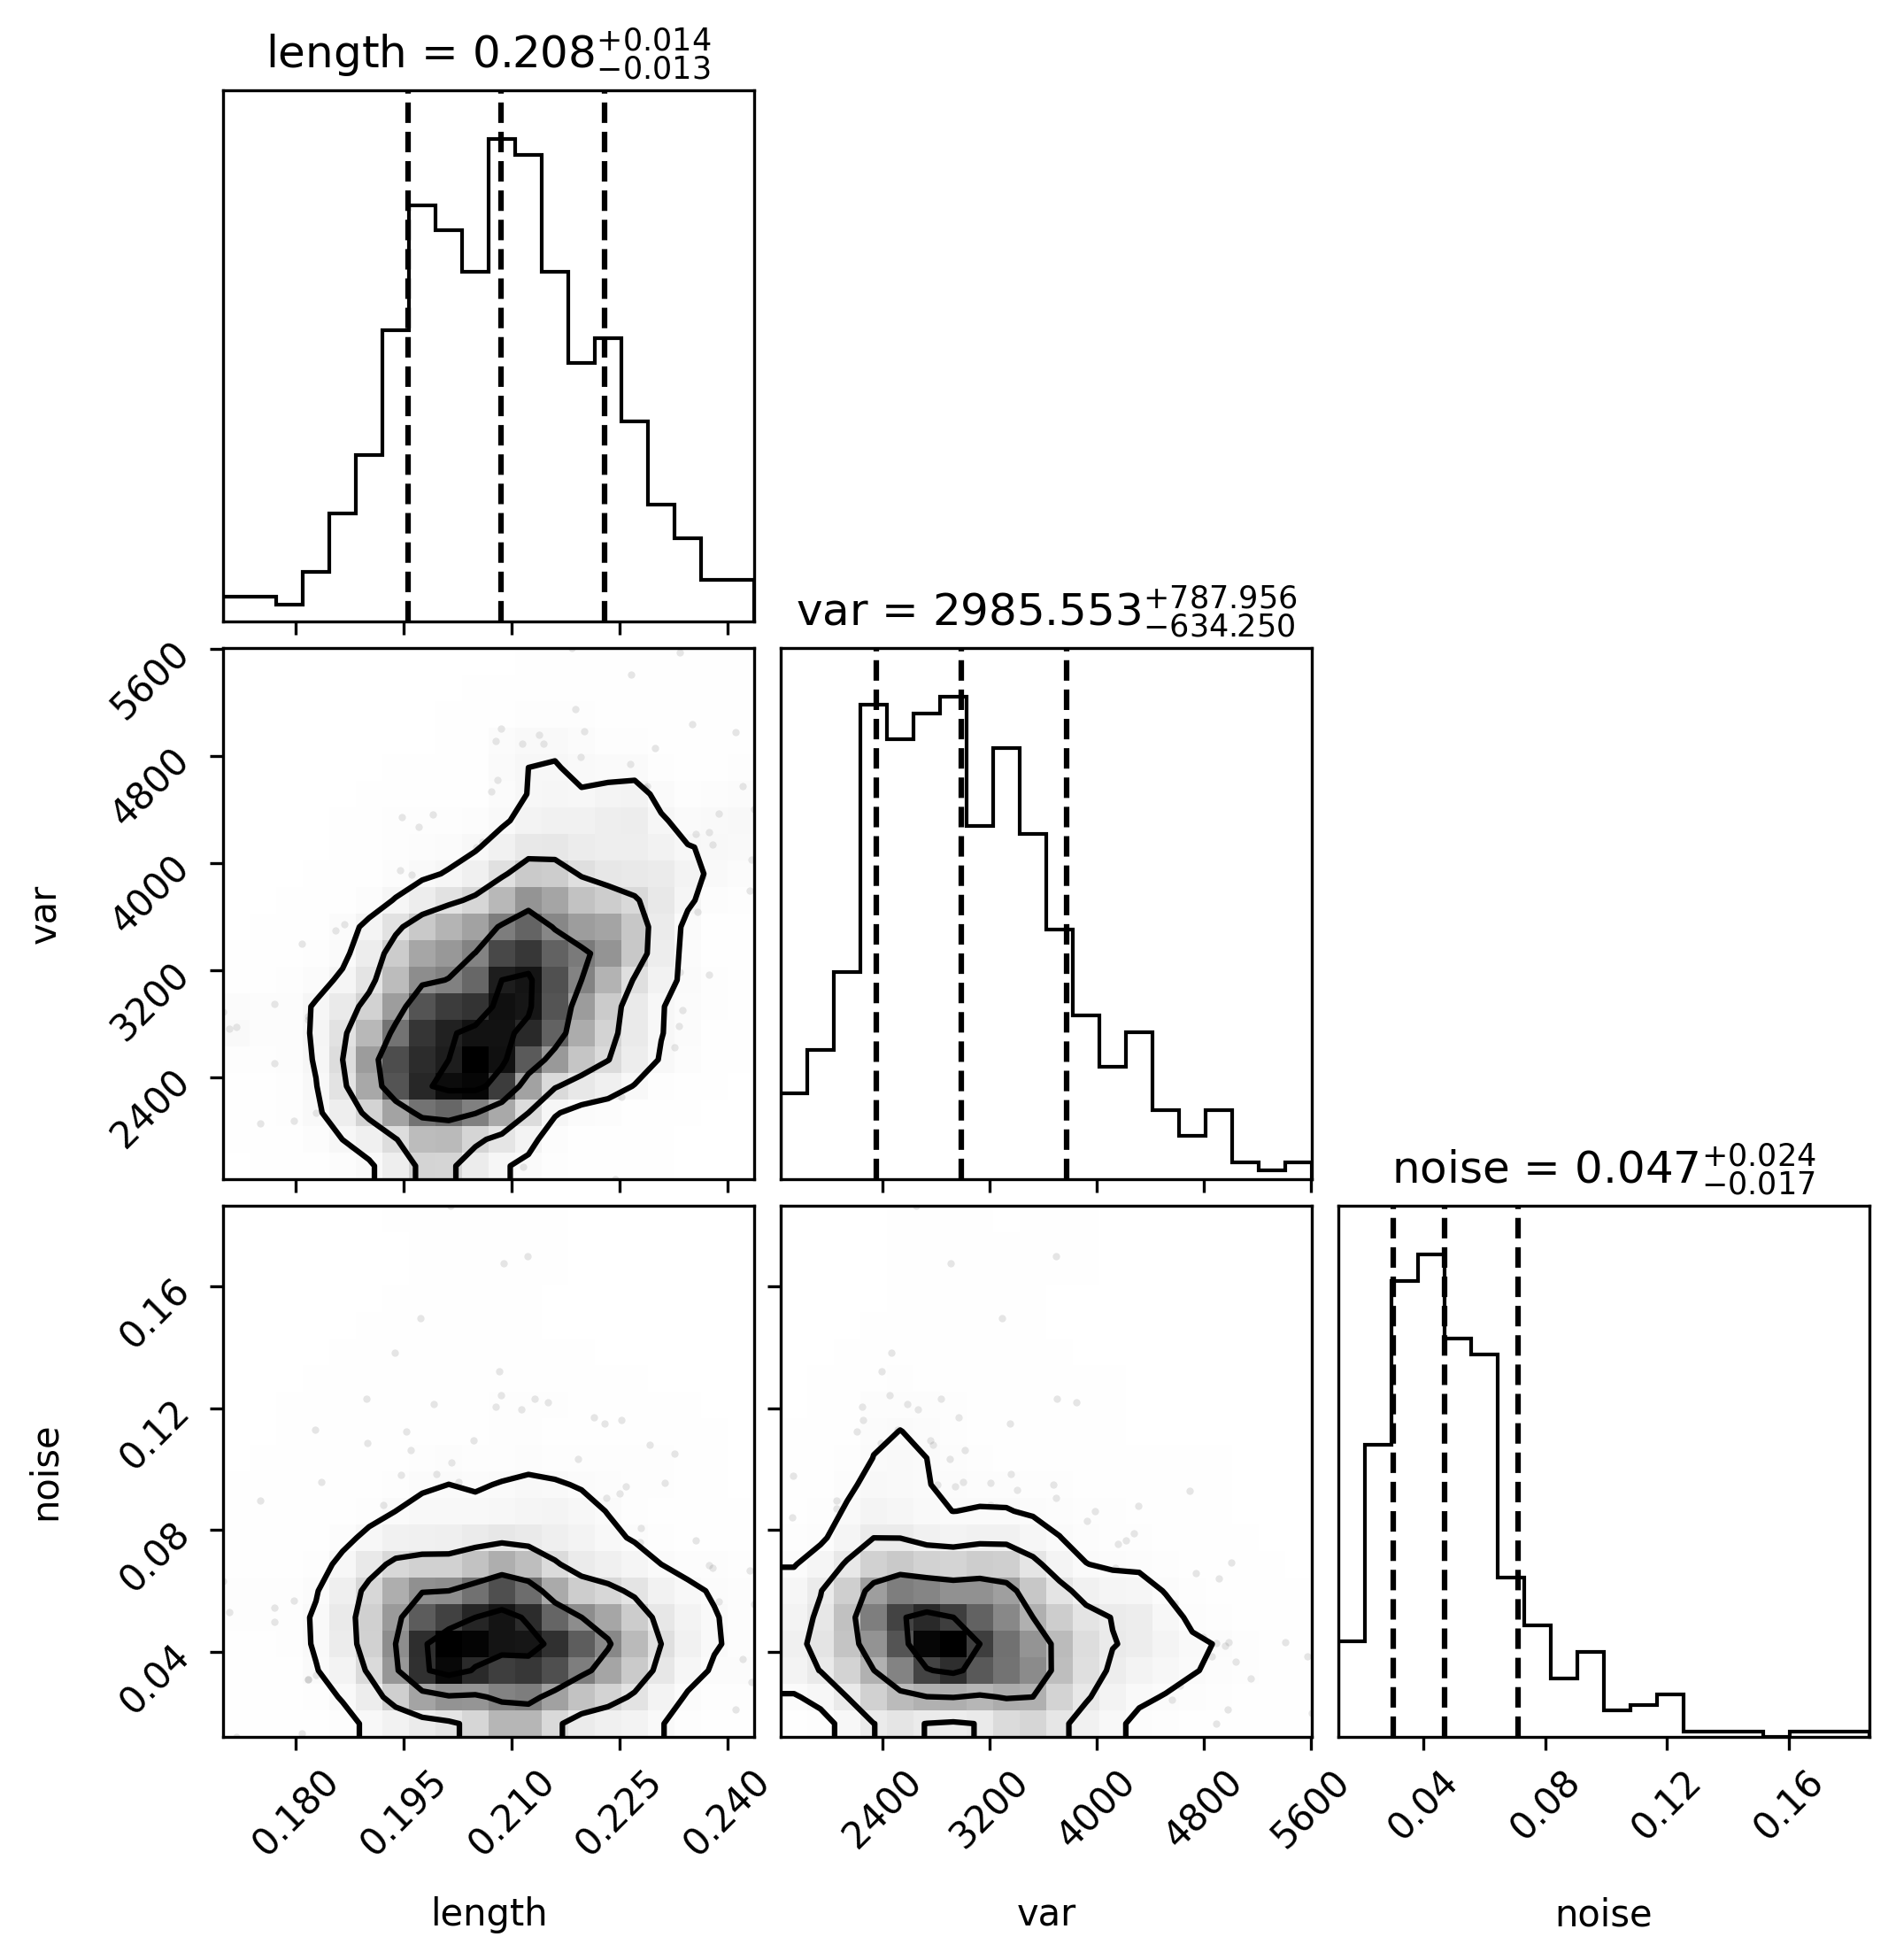 length = 0.208+0.014 −0.013
var = 2985.553+787.956 −634.250
5600
4800
4000
3200
2400
var
noise = 0.047+0.024 −0.017
0.16
0.12
0.08
0.04
noise
0.180 0.195 0.210 0.225 0.240
2400 3200 4000 4800 5600
0.04 0.08 0.12 0.16
length
var
noise